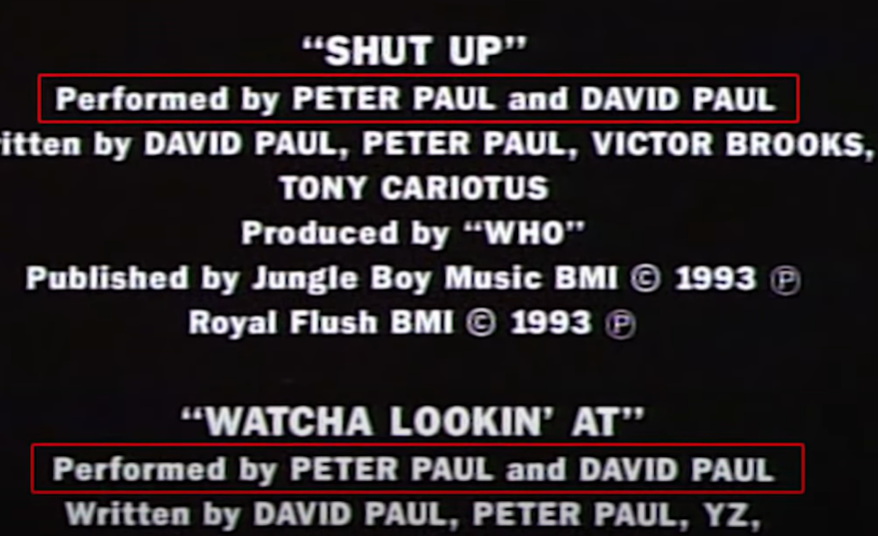 “SHUT UP”
Performed by PETER PAUL and DAVID PAUL
itten by DAVID PAUL, PETER PAUL, VICTOR BROOKS,
TONY CARIOTUS
Produced by “WHO”
Published by Jungle Boy Music BMI © 1993 ℗
Royal Flush BMI © 1993 ℗
“WATCHA LOOKIN’ AT”
Performed by PETER PAUL and DAVID PAUL
Written by DAVID PAUL, PETER PAUL, YZ,